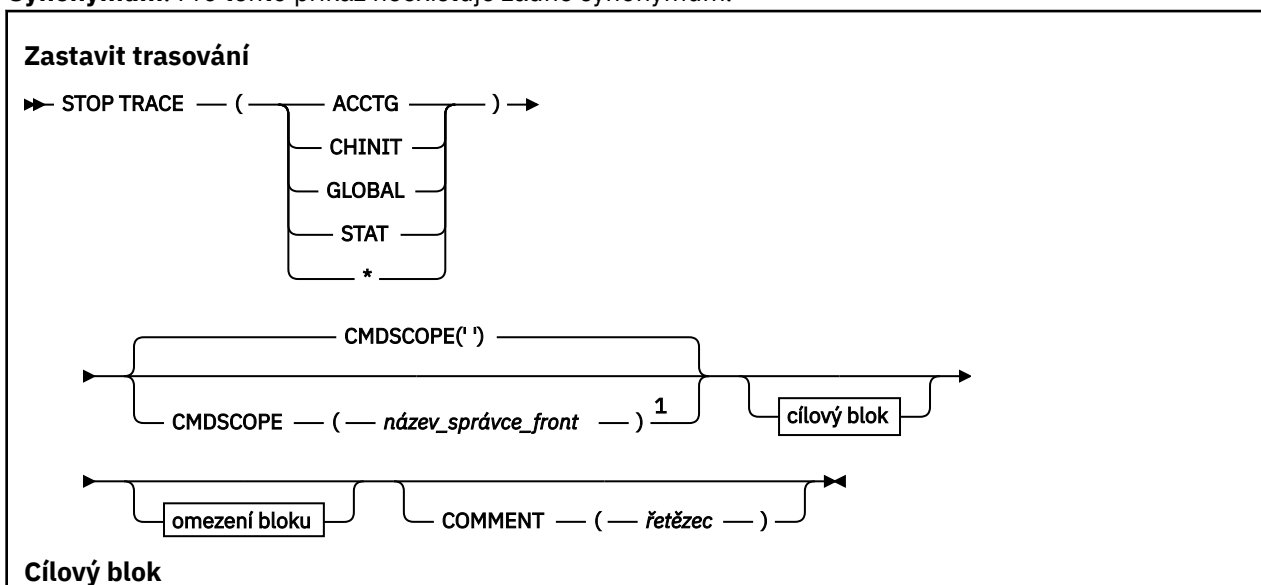 Synonymum: Pro tento příkaz neexistuje žádné synonymum.
Zastavit trasování
STOP TRACE ( ACCTG )
CHINIT
GLOBAL
STAT
*
CMDSCOPE(' ')
CMDSCOPE ( název_správce_front ) 1
cílový blok
omezení bloku
COMMENT ( řetězec )
Cílový blok